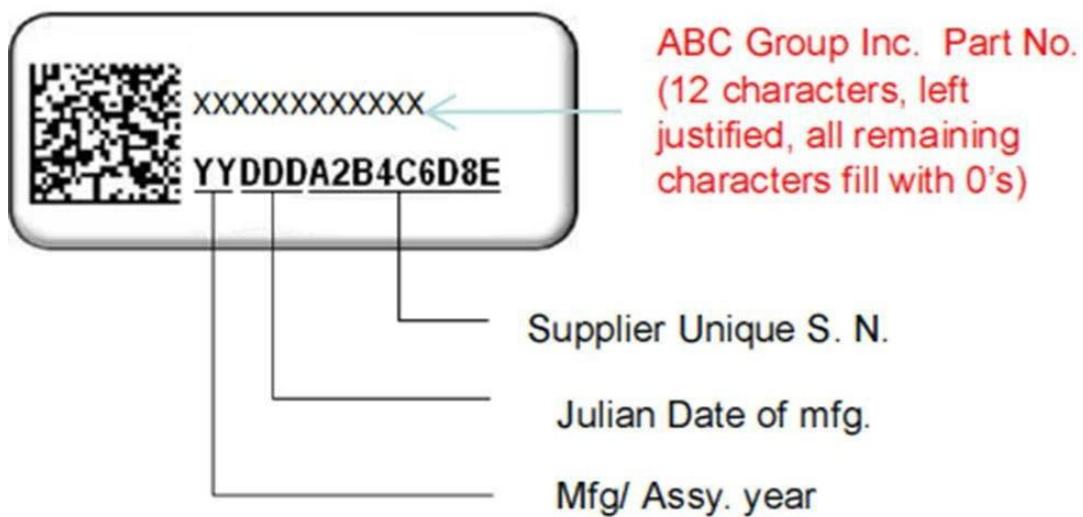 XXXXXXXXXXXX
YYDDDA2B4C6D8E
ABC Group Inc. Part No.
(12 characters, left
justified, all remaining
characters fill with 0's)
Supplier Unique S. N.
Julian Date of mfg.
Mfg/ Assy. year